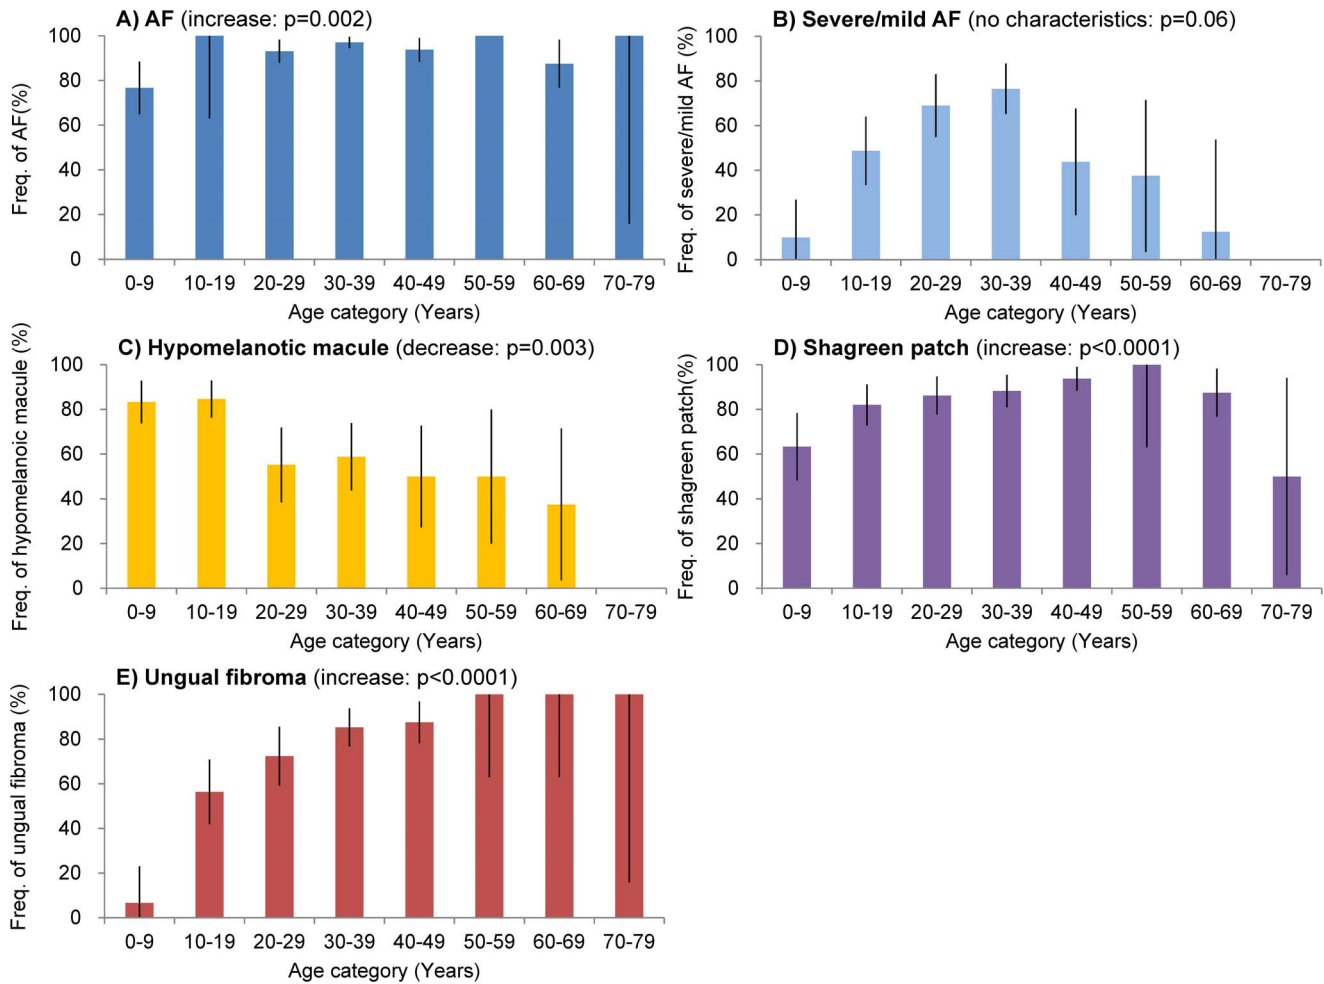 A) AF (increase: p=0.002)
Freq. of AF(%)
100
80
60
40
20
0
0-9 10-19 20-29 30-39 40-49 50-59 60-69 70-79
Age category (Years)
B) Severe/mild AF (no characteristics: p=0.06)
Freq. of severe/mild AF (%)
100
80
60
40
20
0
0-9 10-19 20-29 30-39 40-49 50-59 60-69 70-79
Age category (Years)
C) Hypomelanotic macule (decrease: p=0.003)
Freq. of hypomelanoic macule (%)
100
80
60
40
20
0
0-9 10-19 20-29 30-39 40-49 50-59 60-69 70-79
Age category (Years)
D) Shagreen patch (increase: p<0.0001)
Freq. of shagreen patch(%)
100
80
60
40
20
0
0-9 10-19 20-29 30-39 40-49 50-59 60-69 70-79
Age category (Years)
E) Ungual fibroma (increase: p<0.0001)
Freq. of ungual fibroma (%)
100
80
60
40
20
0
0-9 10-19 20-29 30-39 40-49 50-59 60-69 70-79
Age category (Years)